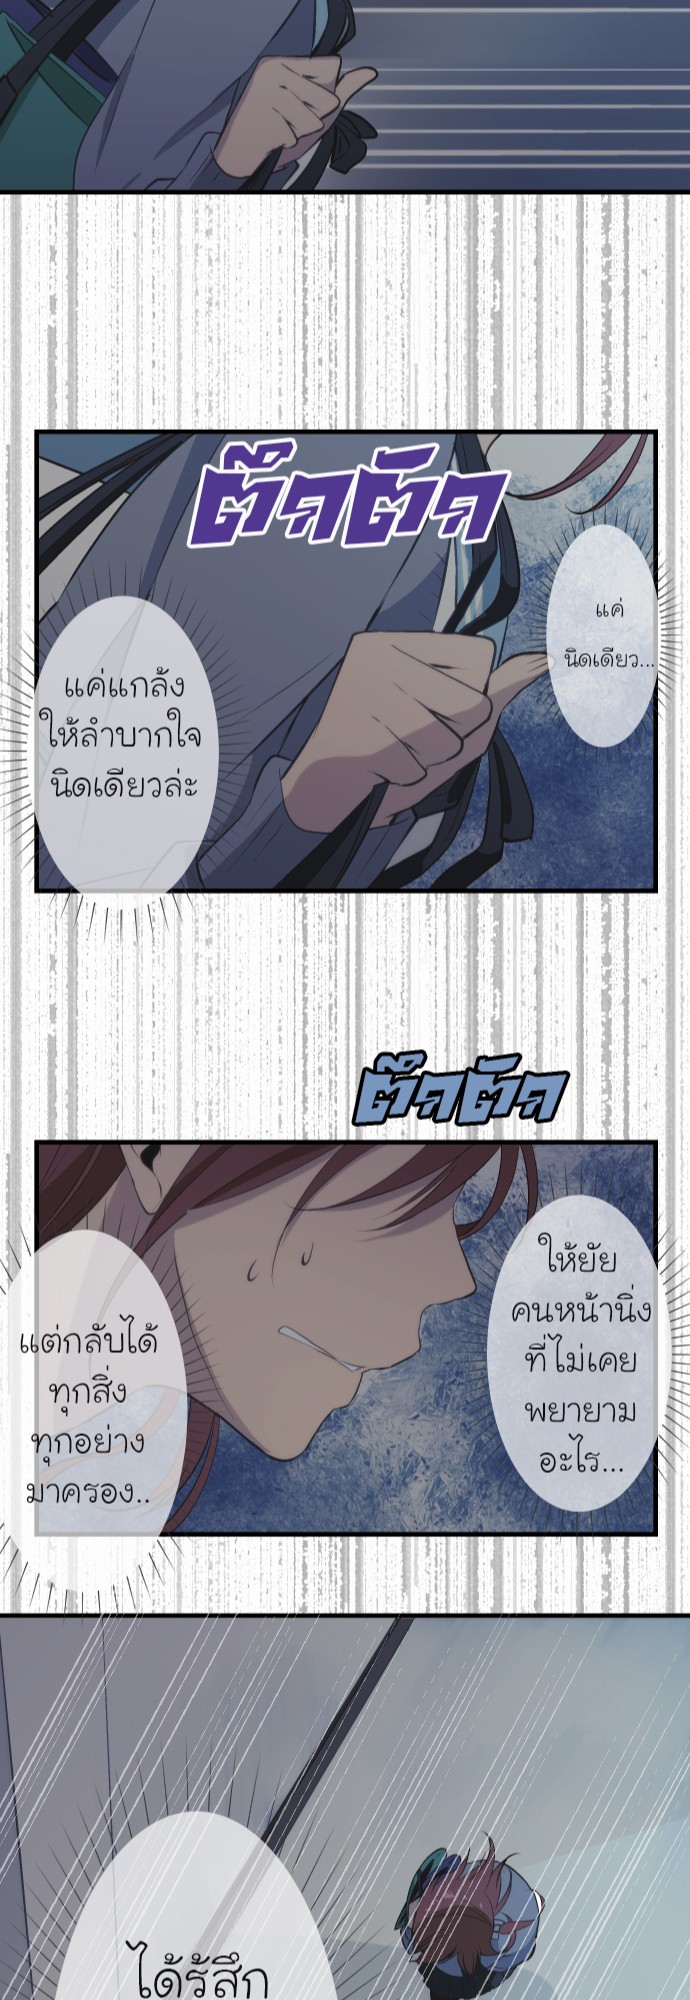 ตึกตัก
แค่
นิดเดียว...
แค่แกล้ง
ให้ลำบากใจ
นิดเดียวล่ะ
ตึกตัก
ให้ยัย
คนหน้านิ่ง
ที่ไม่เคย
พยายาม
อะไร...
แต่กลับได้
ทุกสิ่ง
ทุกอย่าง
มาครอง..
ได้รู้สึก